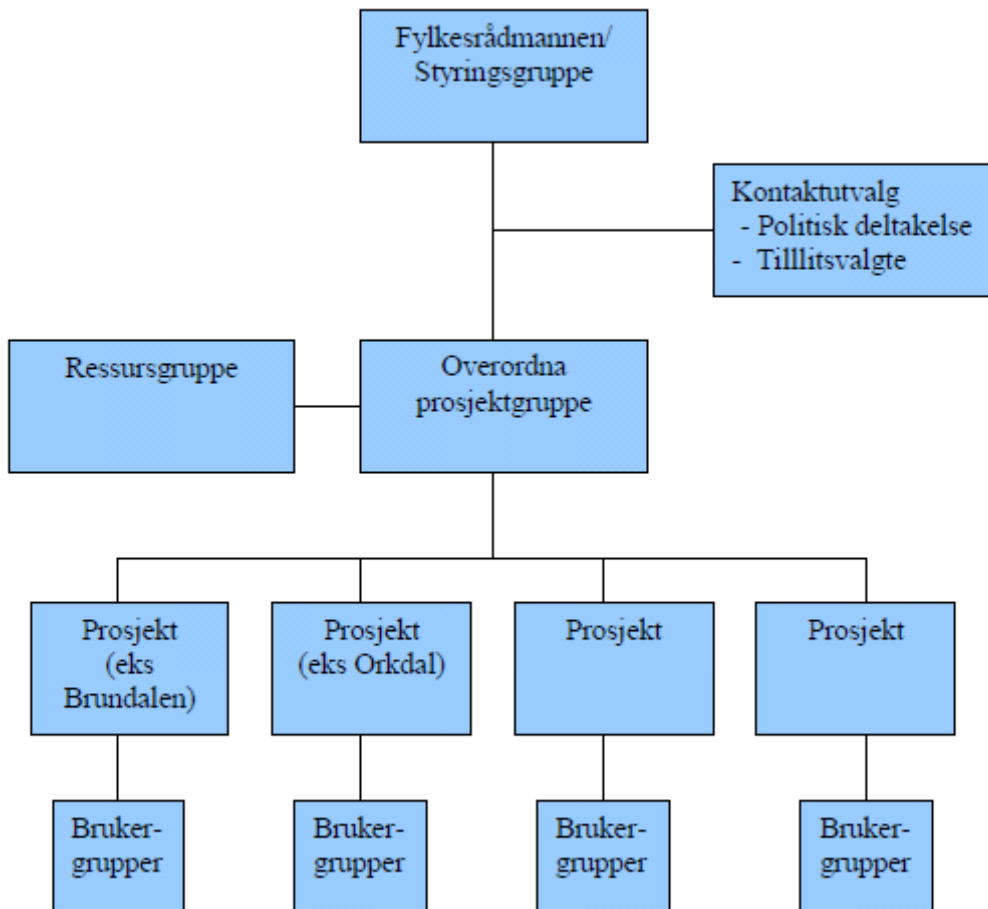 Fylkesrådmannen/
Styringsgruppe
Kontaktutvalg
- Politisk deltakelse
- Tilllitsvalgte
Ressursgruppe
Overordna
prosjektgruppe
Prosjekt
(eks
Brundalen)
Prosjekt
(eks Orkdal)
Prosjekt
Prosjekt
Bruker-
grupper
Bruker-
grupper
Bruker-
grupper
Bruker-
grupper